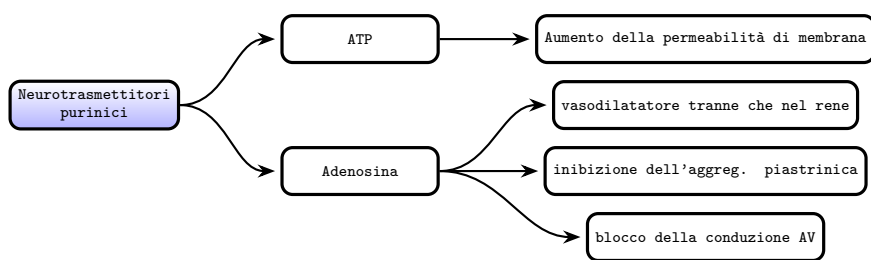 Neurotrasmettitori
purinici
ATP
Aumento della permeabilità di membrana
Adenosina
vasodilatatore tranne che nel rene
inibizione dell'aggreg. piastrinica
blocco della conduzione AV